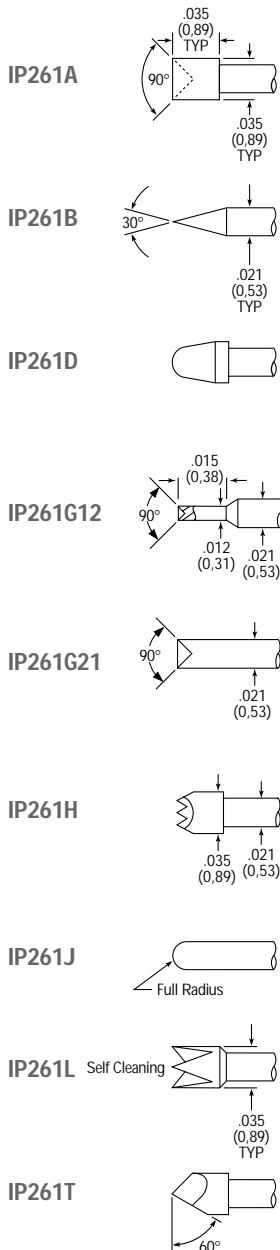 .035
(0,89)
TYP
IP261A
90°
.035
(0,89)
TYP
IP261B
30°
.021
(0,53)
TYP
IP261D
.015
(0,38)
IP261G12
90°
.012
(0,31)
.021
(0,53)
IP261G21
90°
.021
(0,53)
IP261H
.035
(0,89)
.021
(0,53)
IP261J
Full Radius
IP261L Self Cleaning
.035
(0,89)
TYP
IP261T
60°